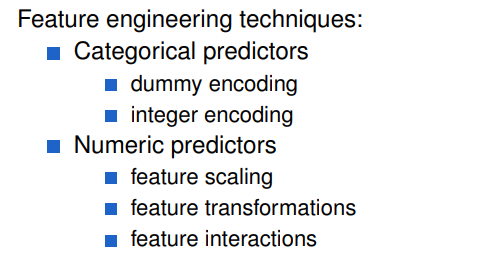 Feature engineering techniques:
Categorical predictors
dummy encoding
integer encoding
Numeric predictors
feature scaling
feature transformations
feature interactions